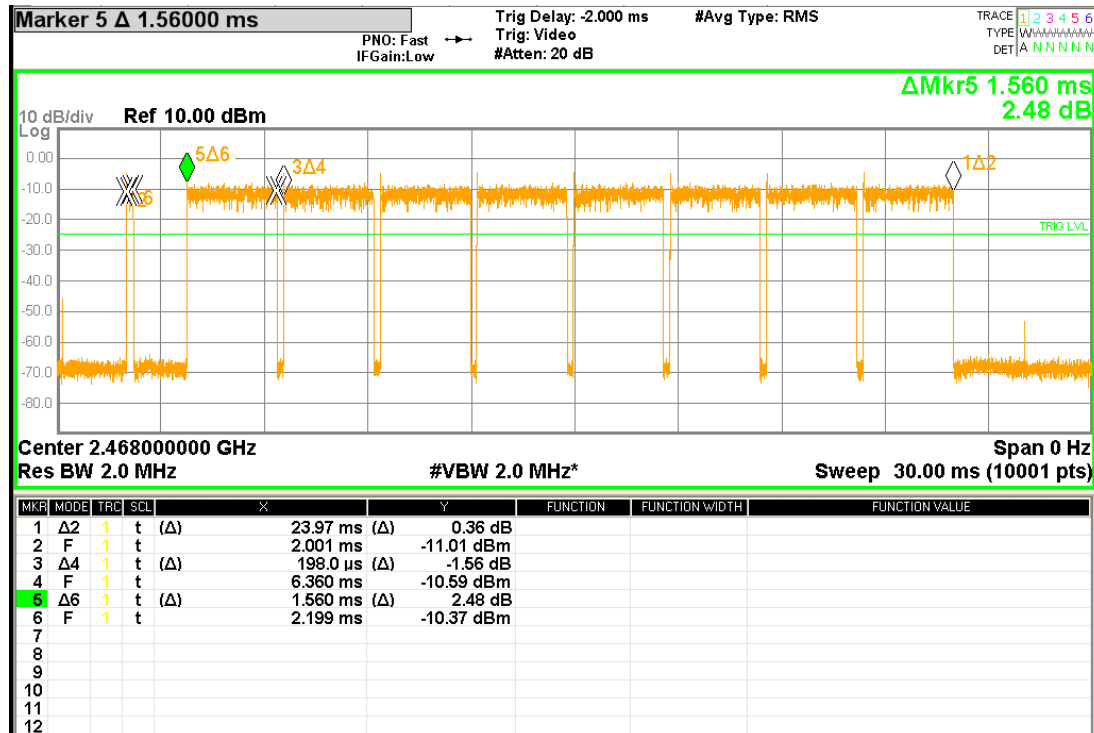 Marker 5 Δ 1.56000 ms
Trig Delay: -2.000 ms
#Avg Type: RMS
TRACE 1 2 3 4 5 6
PNO: Fast
Trig: Video
TYPE WWWWWW
IFGain:Low
#Atten: 20 dB
DET A N N N N N
ΔMkr5 1.560 ms
2.48 dB
10 dB/div Ref 10.00 dBm
Log
0.00
-10.0
-20.0
-30.0
-40.0
-50.0
-60.0
-70.0
-80.0
5Δ6
3Δ4
1Δ2
6
TRIG LVL
Center 2.468000000 GHz
Span 0 Hz
Res BW 2.0 MHz
#VBW 2.0 MHz*
Sweep 30.00 ms (10001 pts)
MKR MODE TRC SCL X Y FUNCTION FUNCTION WIDTH FUNCTION VALUE
1 Δ2 1 t (Δ) 23.97 ms (Δ) 0.36 dB
2 F 1 t 2.001 ms -11.01 dBm
3 Δ4 1 t (Δ) 198.0 µs (Δ) -1.56 dB
4 F 1 t 6.360 ms -10.59 dBm
5 Δ6 1 t (Δ) 1.560 ms (Δ) 2.48 dB
6 F 1 t 2.199 ms -10.37 dBm
7
8
9
10
11
12